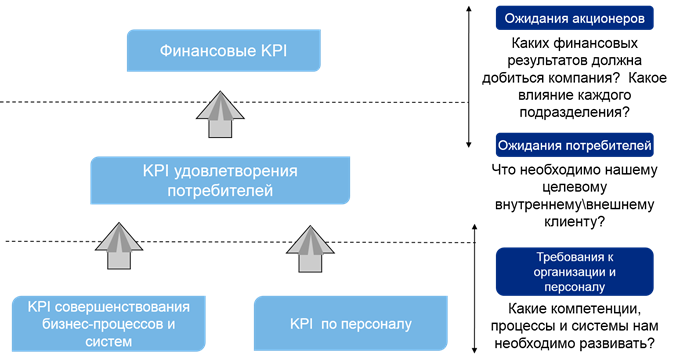 Финансовые KPI
Ожидания акционеров
Каких финансовых
результатов должна
добиться компания? Какое
влияние каждого
подразделения?
KPI удовлетворения
потребителей
Ожидания потребителей
Что необходимо нашему
целевому
внутреннему\внешнему
клиенту?
KPI совершенствования
бизнес-процессов и
систем
KPI по персоналу
Требования к
организации и
персоналу
Какие компетенции,
процессы и системы нам
необходимо развивать?